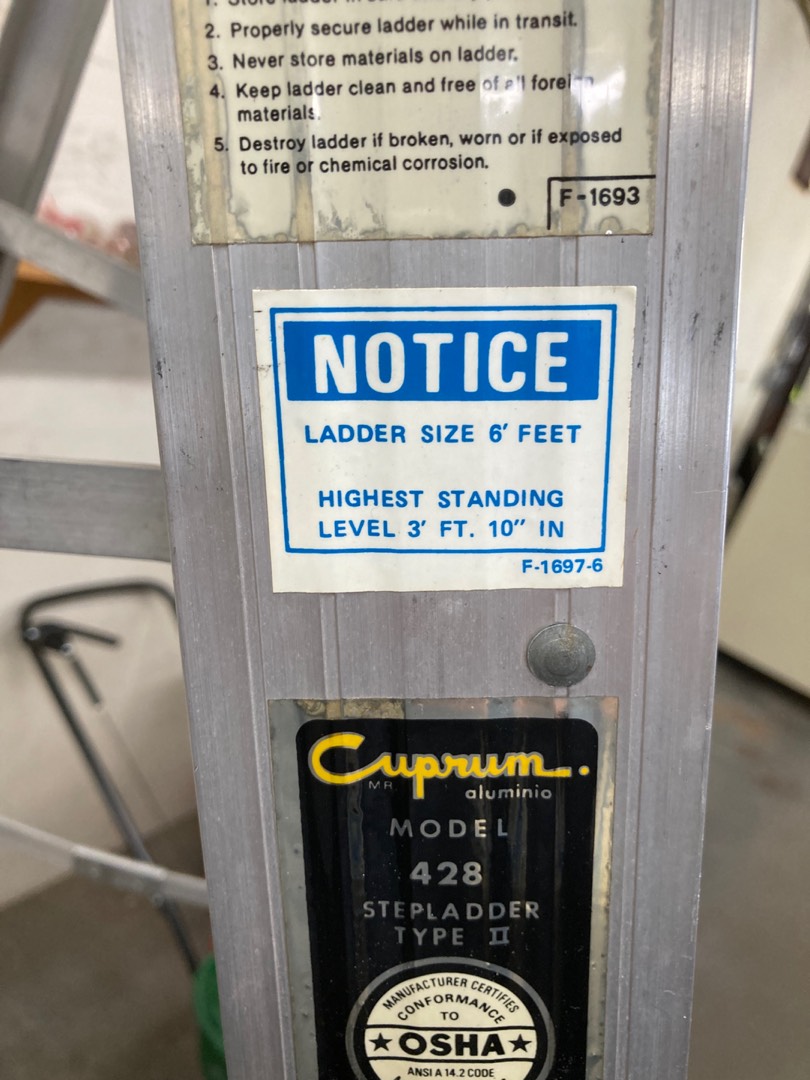 2. Properly secure ladder while in transit.
3. Never store materials on ladder.
4. Keep ladder clean and free of all foreign
materials.
5. Destroy ladder if broken, worn or if exposed
to fire or chemical corrosion.
F-1693
NOTICE
LADDER SIZE 6' FEET
HIGHEST STANDING
LEVEL 3' FT. 10" IN
F-1697-6
Cuprum
MR aluminio
MODEL
428
STEPLADDER
TYPE II
MANUFACTURER CERTIFIES
CONFORMANCE
TO
★ OSHA ★
ANSI A 14.2 CODE